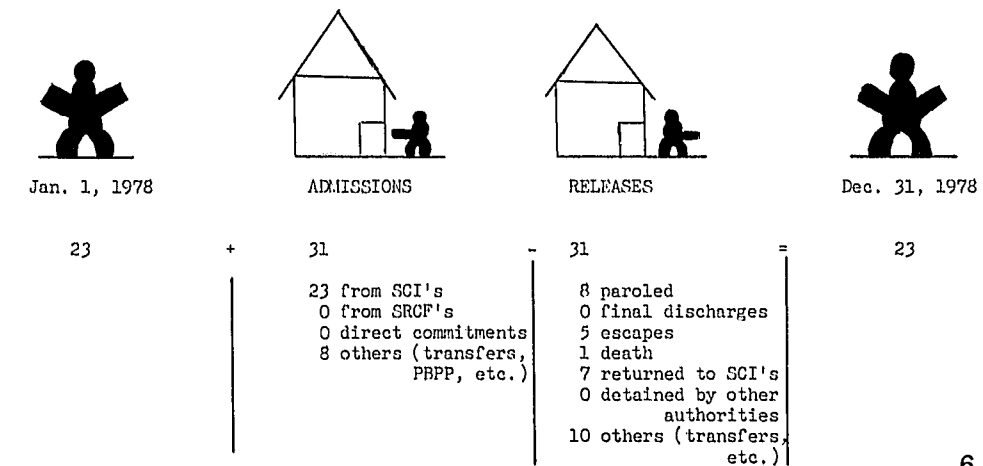 Jan. 1, 1978 ADMISSIONS RELEASES Dec. 31, 1978
23 + 31 - 31 = 23
23 from SCI's
0 from SRCF's
0 direct commitments
8 others (transfers,
PBPP, etc.)
8 paroled
0 final discharges
5 escapes
1 death
7 returned to SCI's
0 detained by other
authorities
10 others (transfers,
etc.)
6